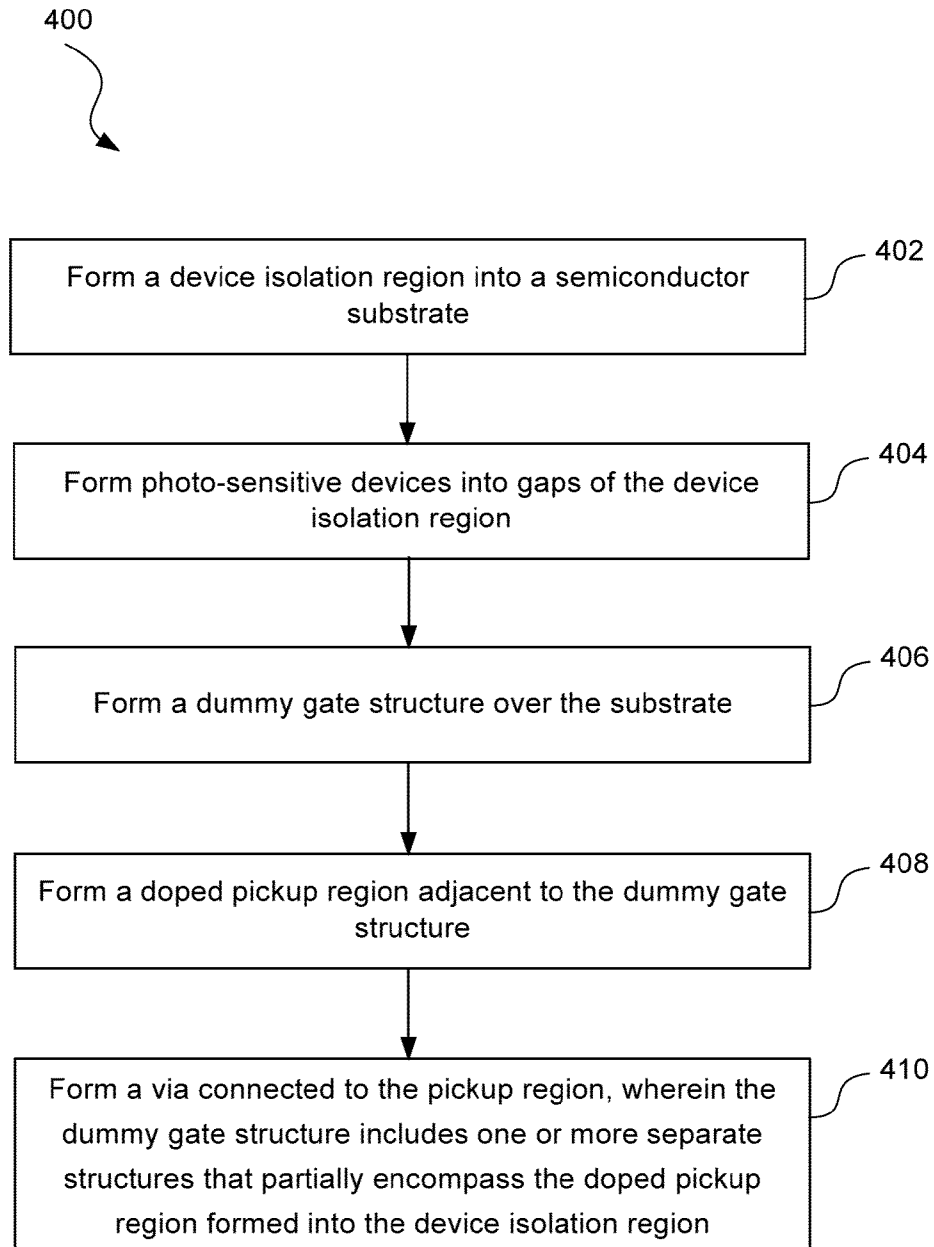 400
Form a device isolation region into a semiconductor
substrate
402
Form photo-sensitive devices into gaps of the device
isolation region
404
Form a dummy gate structure over the substrate
406
Form a doped pickup region adjacent to the dummy gate
structure
408
Form a via connected to the pickup region, wherein the
dummy gate structure includes one or more separate
structures that partially encompass the doped pickup
region formed into the device isolation region
410